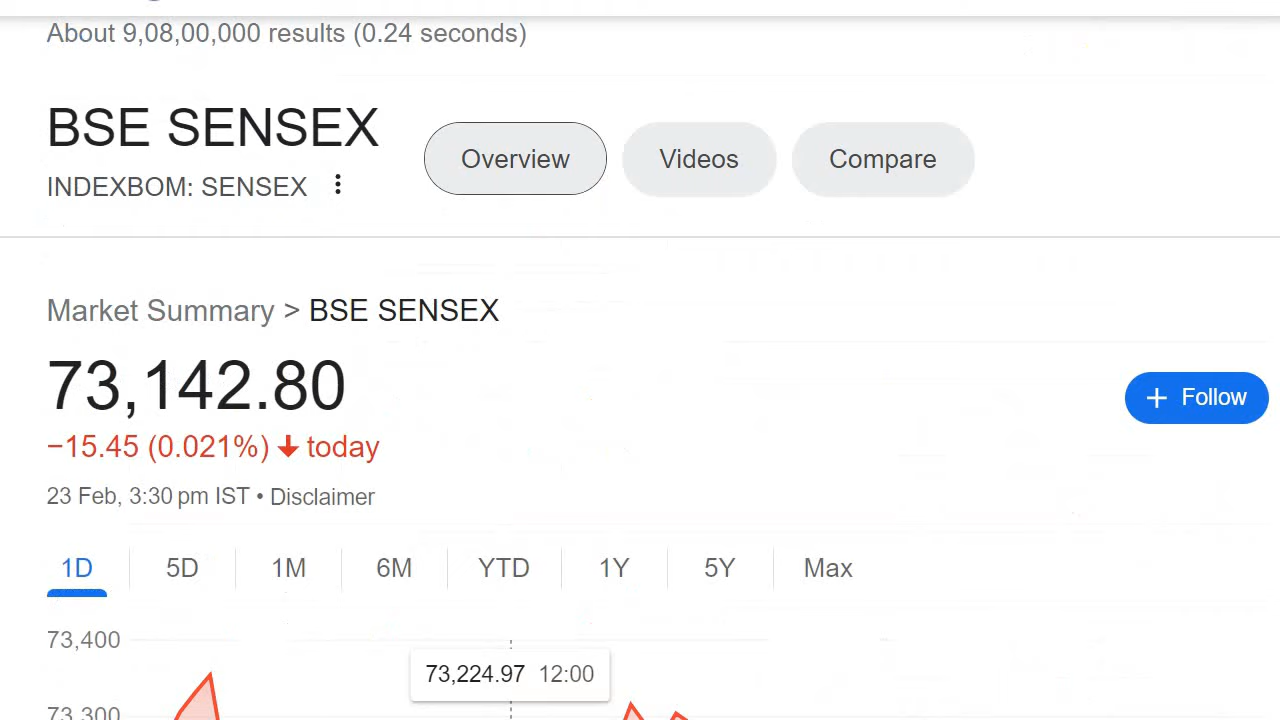 About 9,08,00,000 results (0.24 seconds)
BSE SENSEX
INDEXBOM: SENSEX
Overview Videos Compare
Market Summary > BSE SENSEX
73,142.80
+ Follow
−15.45 (0.021%) ↓ today
23 Feb, 3:30 pm IST • Disclaimer
1D 5D 1M 6M YTD 1Y 5Y Max
73,400
73,224.97 12:00
73,300